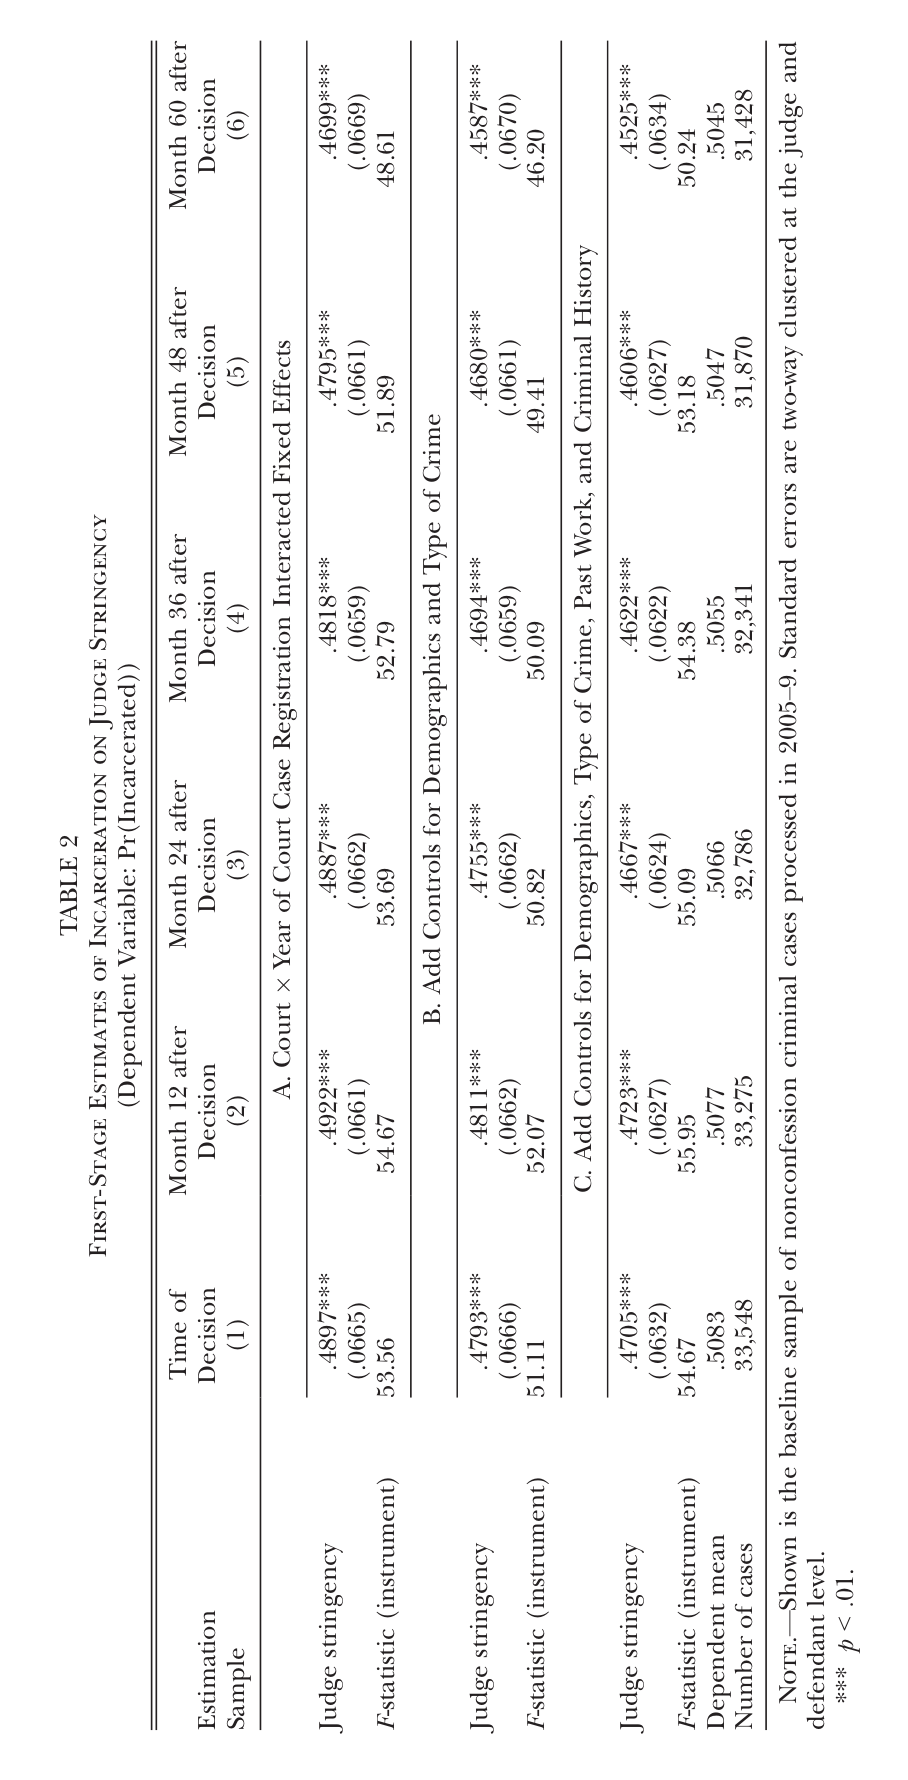 TABLE 2
First-Stage Estimates of Incarceration on Judge Stringency
(Dependent Variable: Pr(Incarcerated))
Time of Month 12 after Month 24 after Month 36 after Month 48 after Month 60 after
Estimation Decision Decision Decision Decision Decision Decision
Sample (1) (2) (3) (4) (5) (6)
A. Court × Year of Court Case Registration Interacted Fixed Effects
Judge stringency .4897*** .4922*** .4887*** .4818*** .4795*** .4699***
(.0665) (.0661) (.0662) (.0659) (.0661) (.0669)
F-statistic (instrument) 53.56 54.67 53.69 52.79 51.89 48.61
B. Add Controls for Demographics and Type of Crime
Judge stringency .4793*** .4811*** .4755*** .4694*** .4680*** .4587***
(.0666) (.0662) (.0662) (.0659) (.0661) (.0670)
F-statistic (instrument) 51.11 52.07 50.82 50.09 49.41 46.20
C. Add Controls for Demographics, Type of Crime, Past Work, and Criminal History
Judge stringency .4705*** .4723*** .4667*** .4622*** .4606*** .4525***
(.0632) (.0627) (.0624) (.0622) (.0627) (.0634)
F-statistic (instrument) 54.67 55.95 55.09 54.38 53.18 50.24
Dependent mean .5083 .5077 .5066 .5055 .5047 .5045
Number of cases 33,548 33,275 32,786 32,341 31,870 31,428
Note.—Shown is the baseline sample of nonconfession criminal cases processed in 2005–9. Standard errors are two-way clustered at the judge and
defendant level.
*** p < .01.